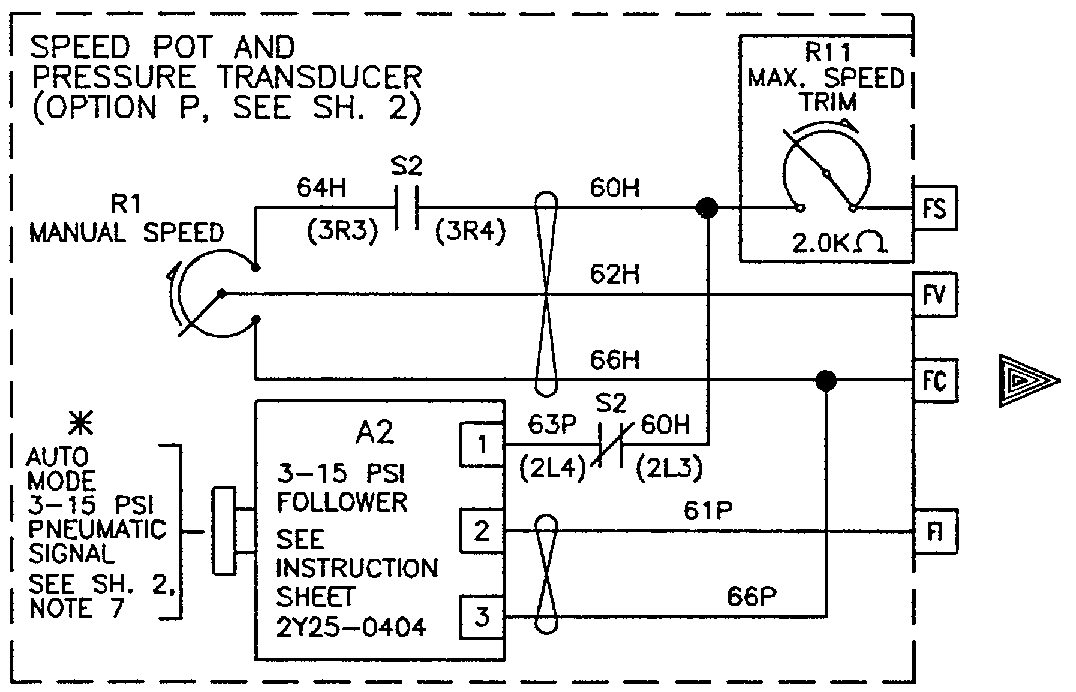 SPEED POT AND
PRESSURE TRANSDUCER
(OPTION P, SEE SH. 2)
R11
MAX. SPEED
TRIM
2.0KΩ
S2
64H
60H
(3R3)
(3R4)
R1
MANUAL SPEED
FS
62H
FV
66H
FC
S2
63P
60H
(2L4)
(2L3)
*
AUTO
MODE
3-15 PSI
PNEUMATIC
SIGNAL
SEE SH. 2,
NOTE 7
A2
3-15 PSI
FOLLOWER
SEE
INSTRUCTION
SHEET
2Y25-0404
1
2
3
61P
FI
66P